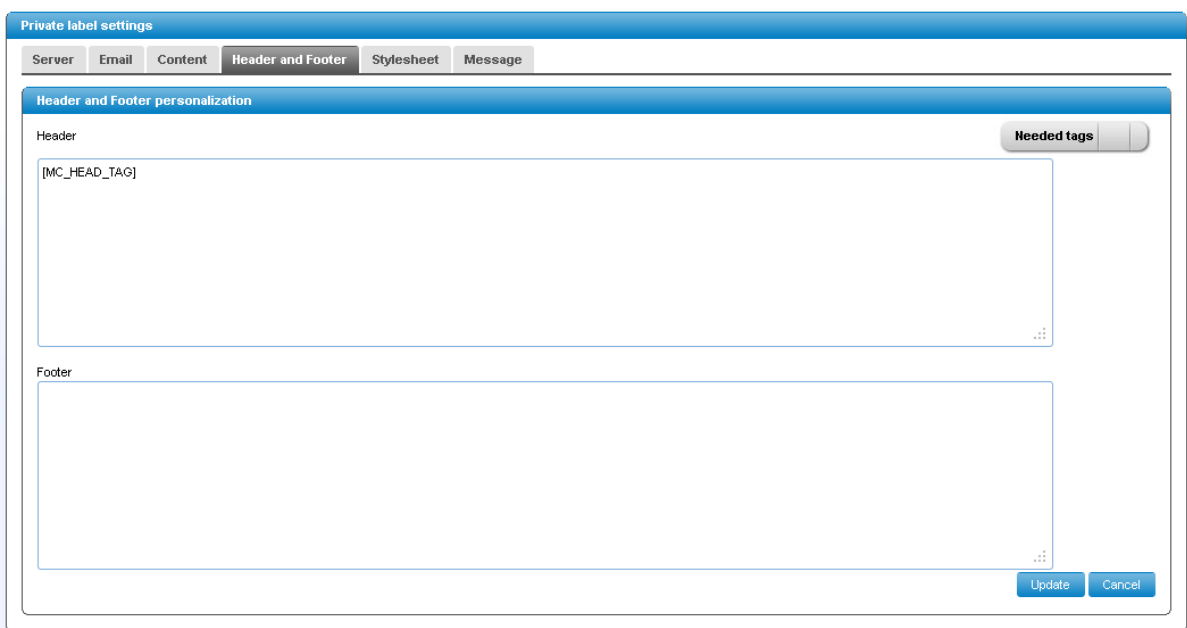 Private label settings
Server Email Content Header and Footer Stylesheet Message
Header and Footer personalization
Header Needed tags
[MC_HEAD_TAG]
Footer
Update Cancel